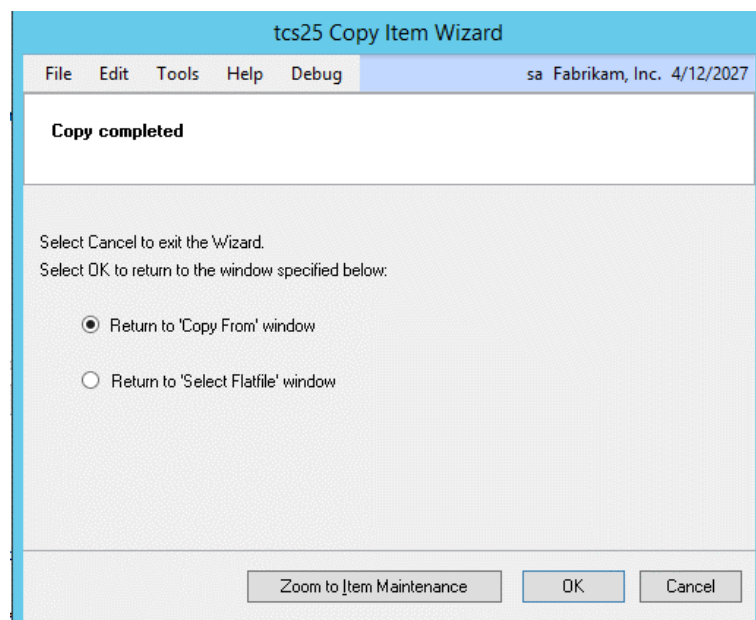 tcs25 Copy Item Wizard
File Edit Tools Help Debug sa Fabrikam, Inc. 4/12/2027
Copy completed
Select Cancel to exit the Wizard.
Select OK to return to the window specified below:
Return to 'Copy From' window
Return to 'Select Flatfile' window
Zoom to Item Maintenance OK Cancel